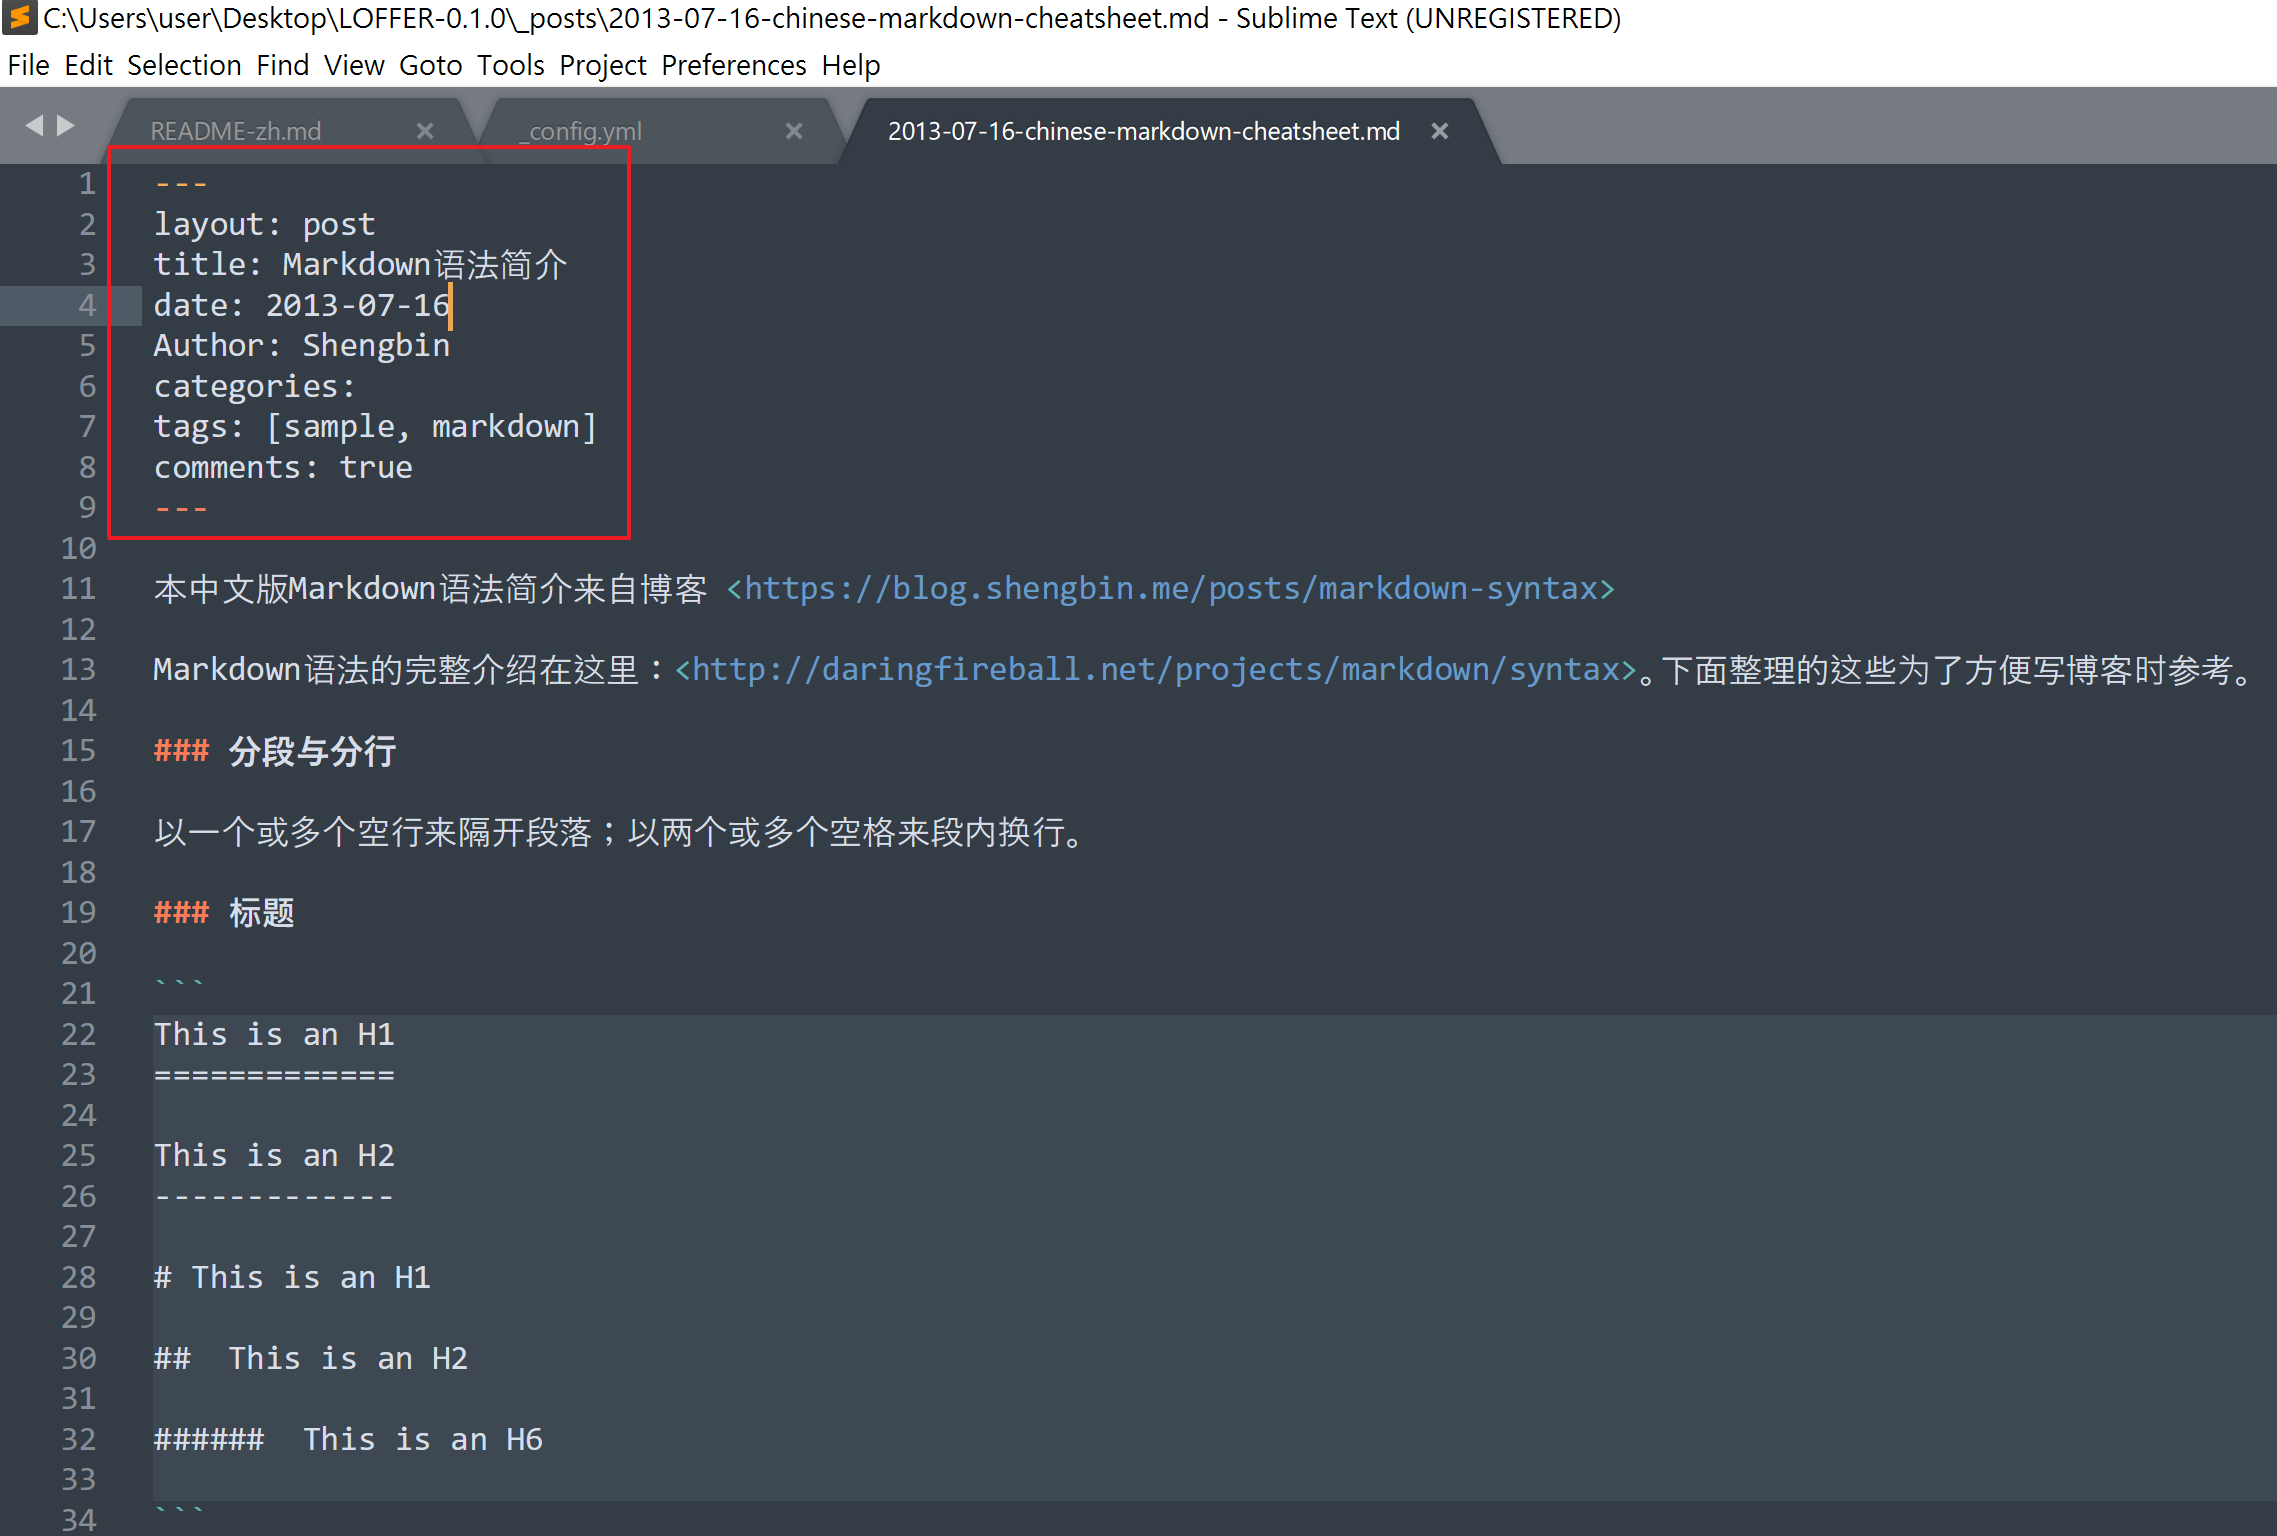 C:\Users\user\Desktop\LOFFER-0.1.0\_posts\2013-07-16-chinese-markdown-cheatsheet.md - Sublime Text (UNREGISTERED)
File Edit Selection Find View Goto Tools Project Preferences Help
README-zh.md _config.yml 2013-07-16-chinese-markdown-cheatsheet.md
1 ---
2 layout: post
3 title: Markdown语法简介
4 date: 2013-07-16
5 Author: Shengbin
6 categories:
7 tags: [sample, markdown]
8 comments: true
9 ---
10
11 本中文版Markdown语法简介来自博客 <https://blog.shengbin.me/posts/markdown-syntax>
12
13 Markdown语法的完整介绍在这里：<http://daringfireball.net/projects/markdown/syntax>。下面整理的这些为了方便写博客时参考。
14
15 ### 分段与分行
16
17 以一个或多个空行来隔开段落；以两个或多个空格来段内换行。
18
19 ### 标题
20
21 ```
22 This is an H1
23 =============
24
25 This is an H2
26 -------------
27
28 # This is an H1
29
30 ##  This is an H2
31
32 ######  This is an H6
33
34 ```